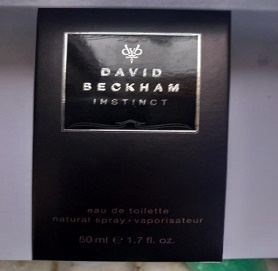 DAVID
BECKHAM
INSTINCT
eau de toilette
natural spray • vaporisateur
50 ml ℮ 1.7 fl. oz.